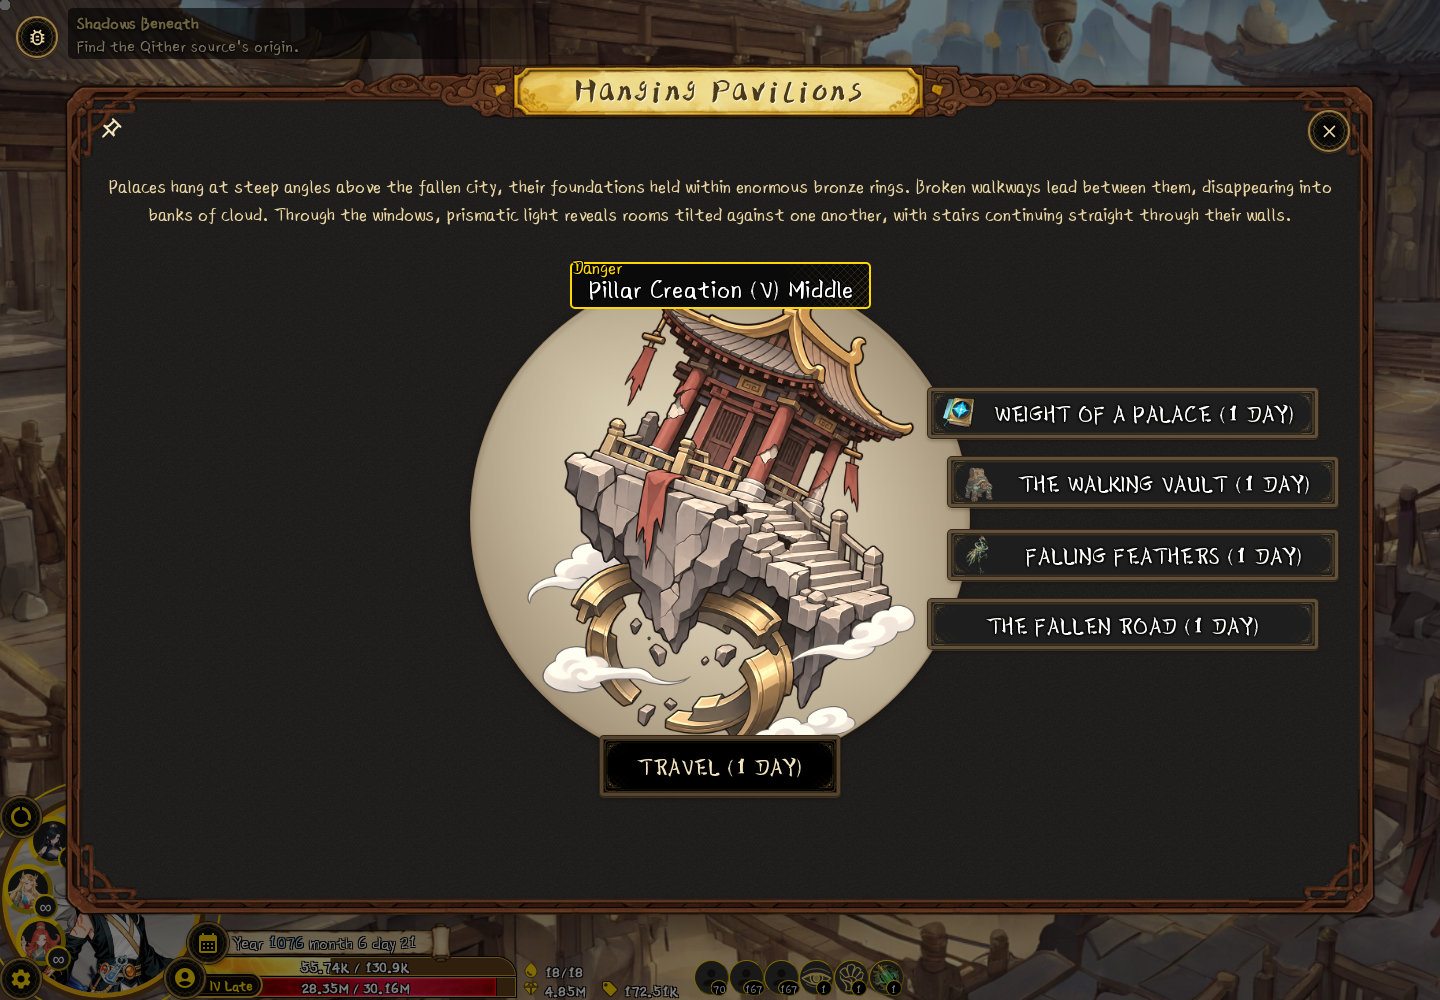 Shadows Beneath
Find the Qither source's origin.
Hanging Pavilions
Palaces hang at steep angles above the fallen city, their foundations held within enormous bronze rings. Broken walkways lead between them, disappearing into
banks of cloud. Through the windows, prismatic light reveals rooms tilted against one another, with stairs continuing straight through their walls.
Danger
Pillar Creation (V) Middle
WEIGHT OF A PALACE (1 DAY)
THE WALKING VAULT (1 DAY)
FALLING FEATHERS (1 DAY)
THE FALLEN ROAD (1 DAY)
TRAVEL (1 DAY)
∞
∞
Year 1076 month 6 day 21
55.74K / 130.9K
IV Late
28.35M / 30.16M
18/18
4.85M
172.51K
70
167
167
1
1
1